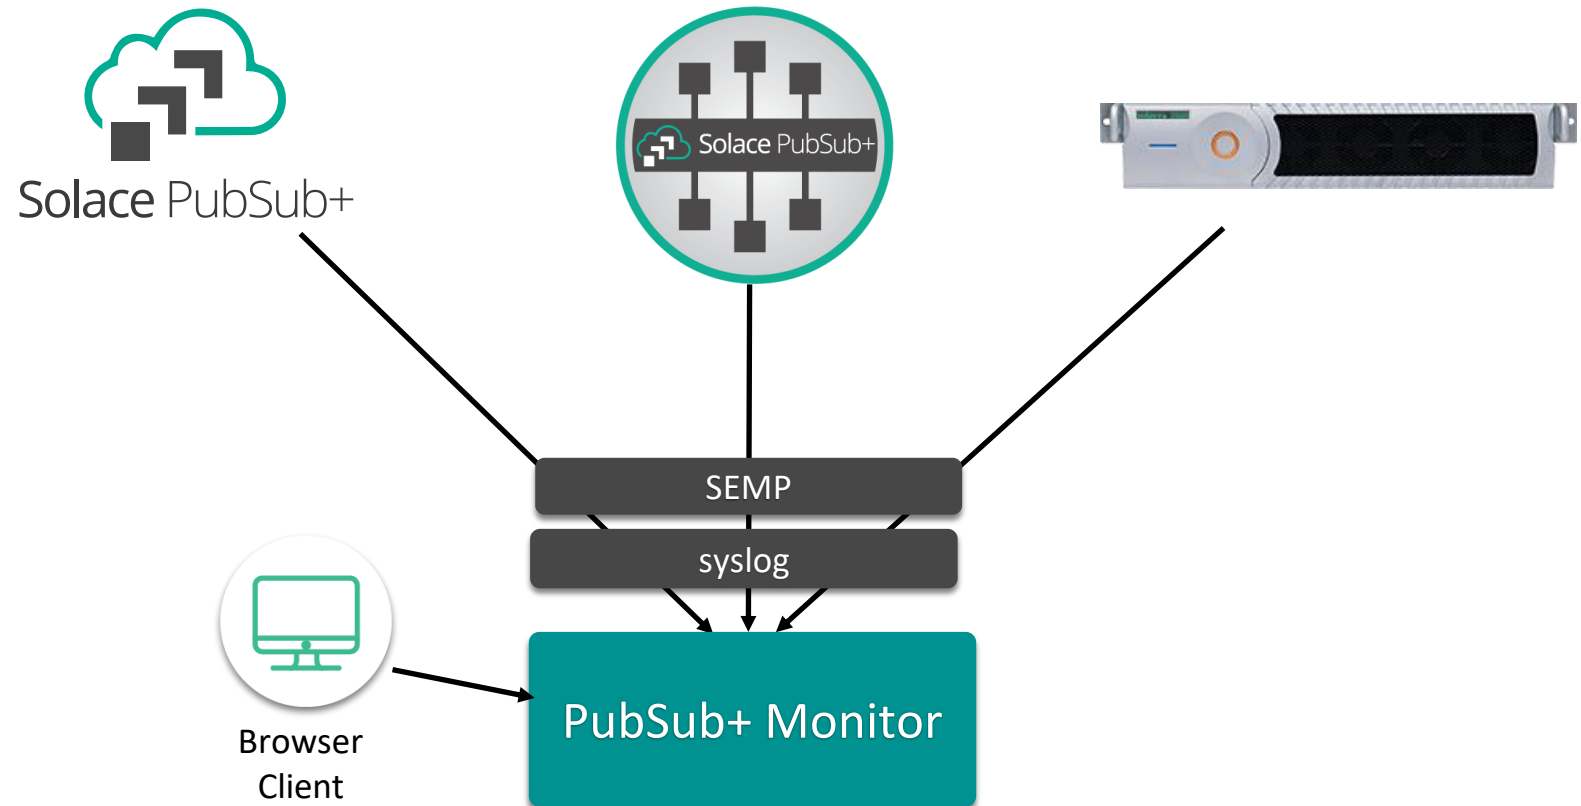 Solace PubSub+
Solace PubSub+
SEMP
syslog
PubSub+ Monitor
Browser
Client